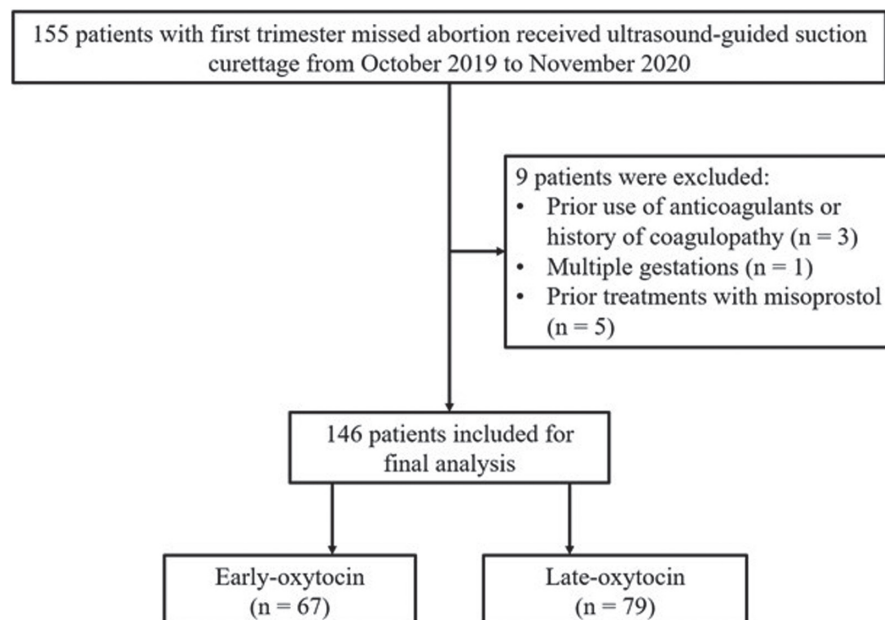 155 patients with first trimester missed abortion received ultrasound-guided suction
curettage from October 2019 to November 2020
9 patients were excluded:
• Prior use of anticoagulants or
history of coagulopathy (n = 3)
• Multiple gestations (n = 1)
• Prior treatments with misoprostol
(n = 5)
146 patients included for
final analysis
Early-oxytocin
(n = 67)
Late-oxytocin
(n = 79)